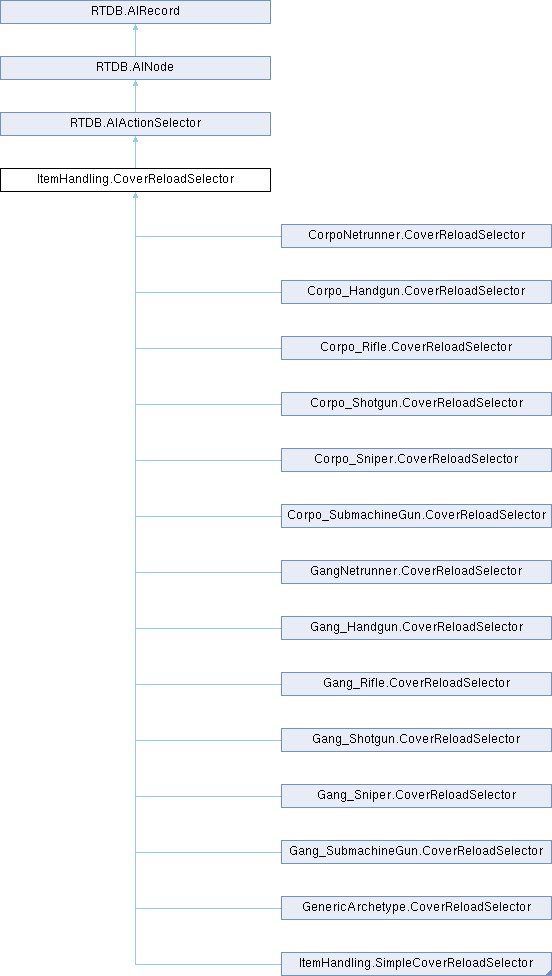 RTDB.AIRecord
RTDB.AINode
RTDB.AIActionSelector
ItemHandling.CoverReloadSelector
CorpoNetrunner.CoverReloadSelector
Corpo_Handgun.CoverReloadSelector
Corpo_Rifle.CoverReloadSelector
Corpo_Shotgun.CoverReloadSelector
Corpo_Sniper.CoverReloadSelector
Corpo_SubmachineGun.CoverReloadSelector
GangNetrunner.CoverReloadSelector
Gang_Handgun.CoverReloadSelector
Gang_Rifle.CoverReloadSelector
Gang_Shotgun.CoverReloadSelector
Gang_Sniper.CoverReloadSelector
Gang_SubmachineGun.CoverReloadSelector
GenericArchetype.CoverReloadSelector
ItemHandling.SimpleCoverReloadSelector